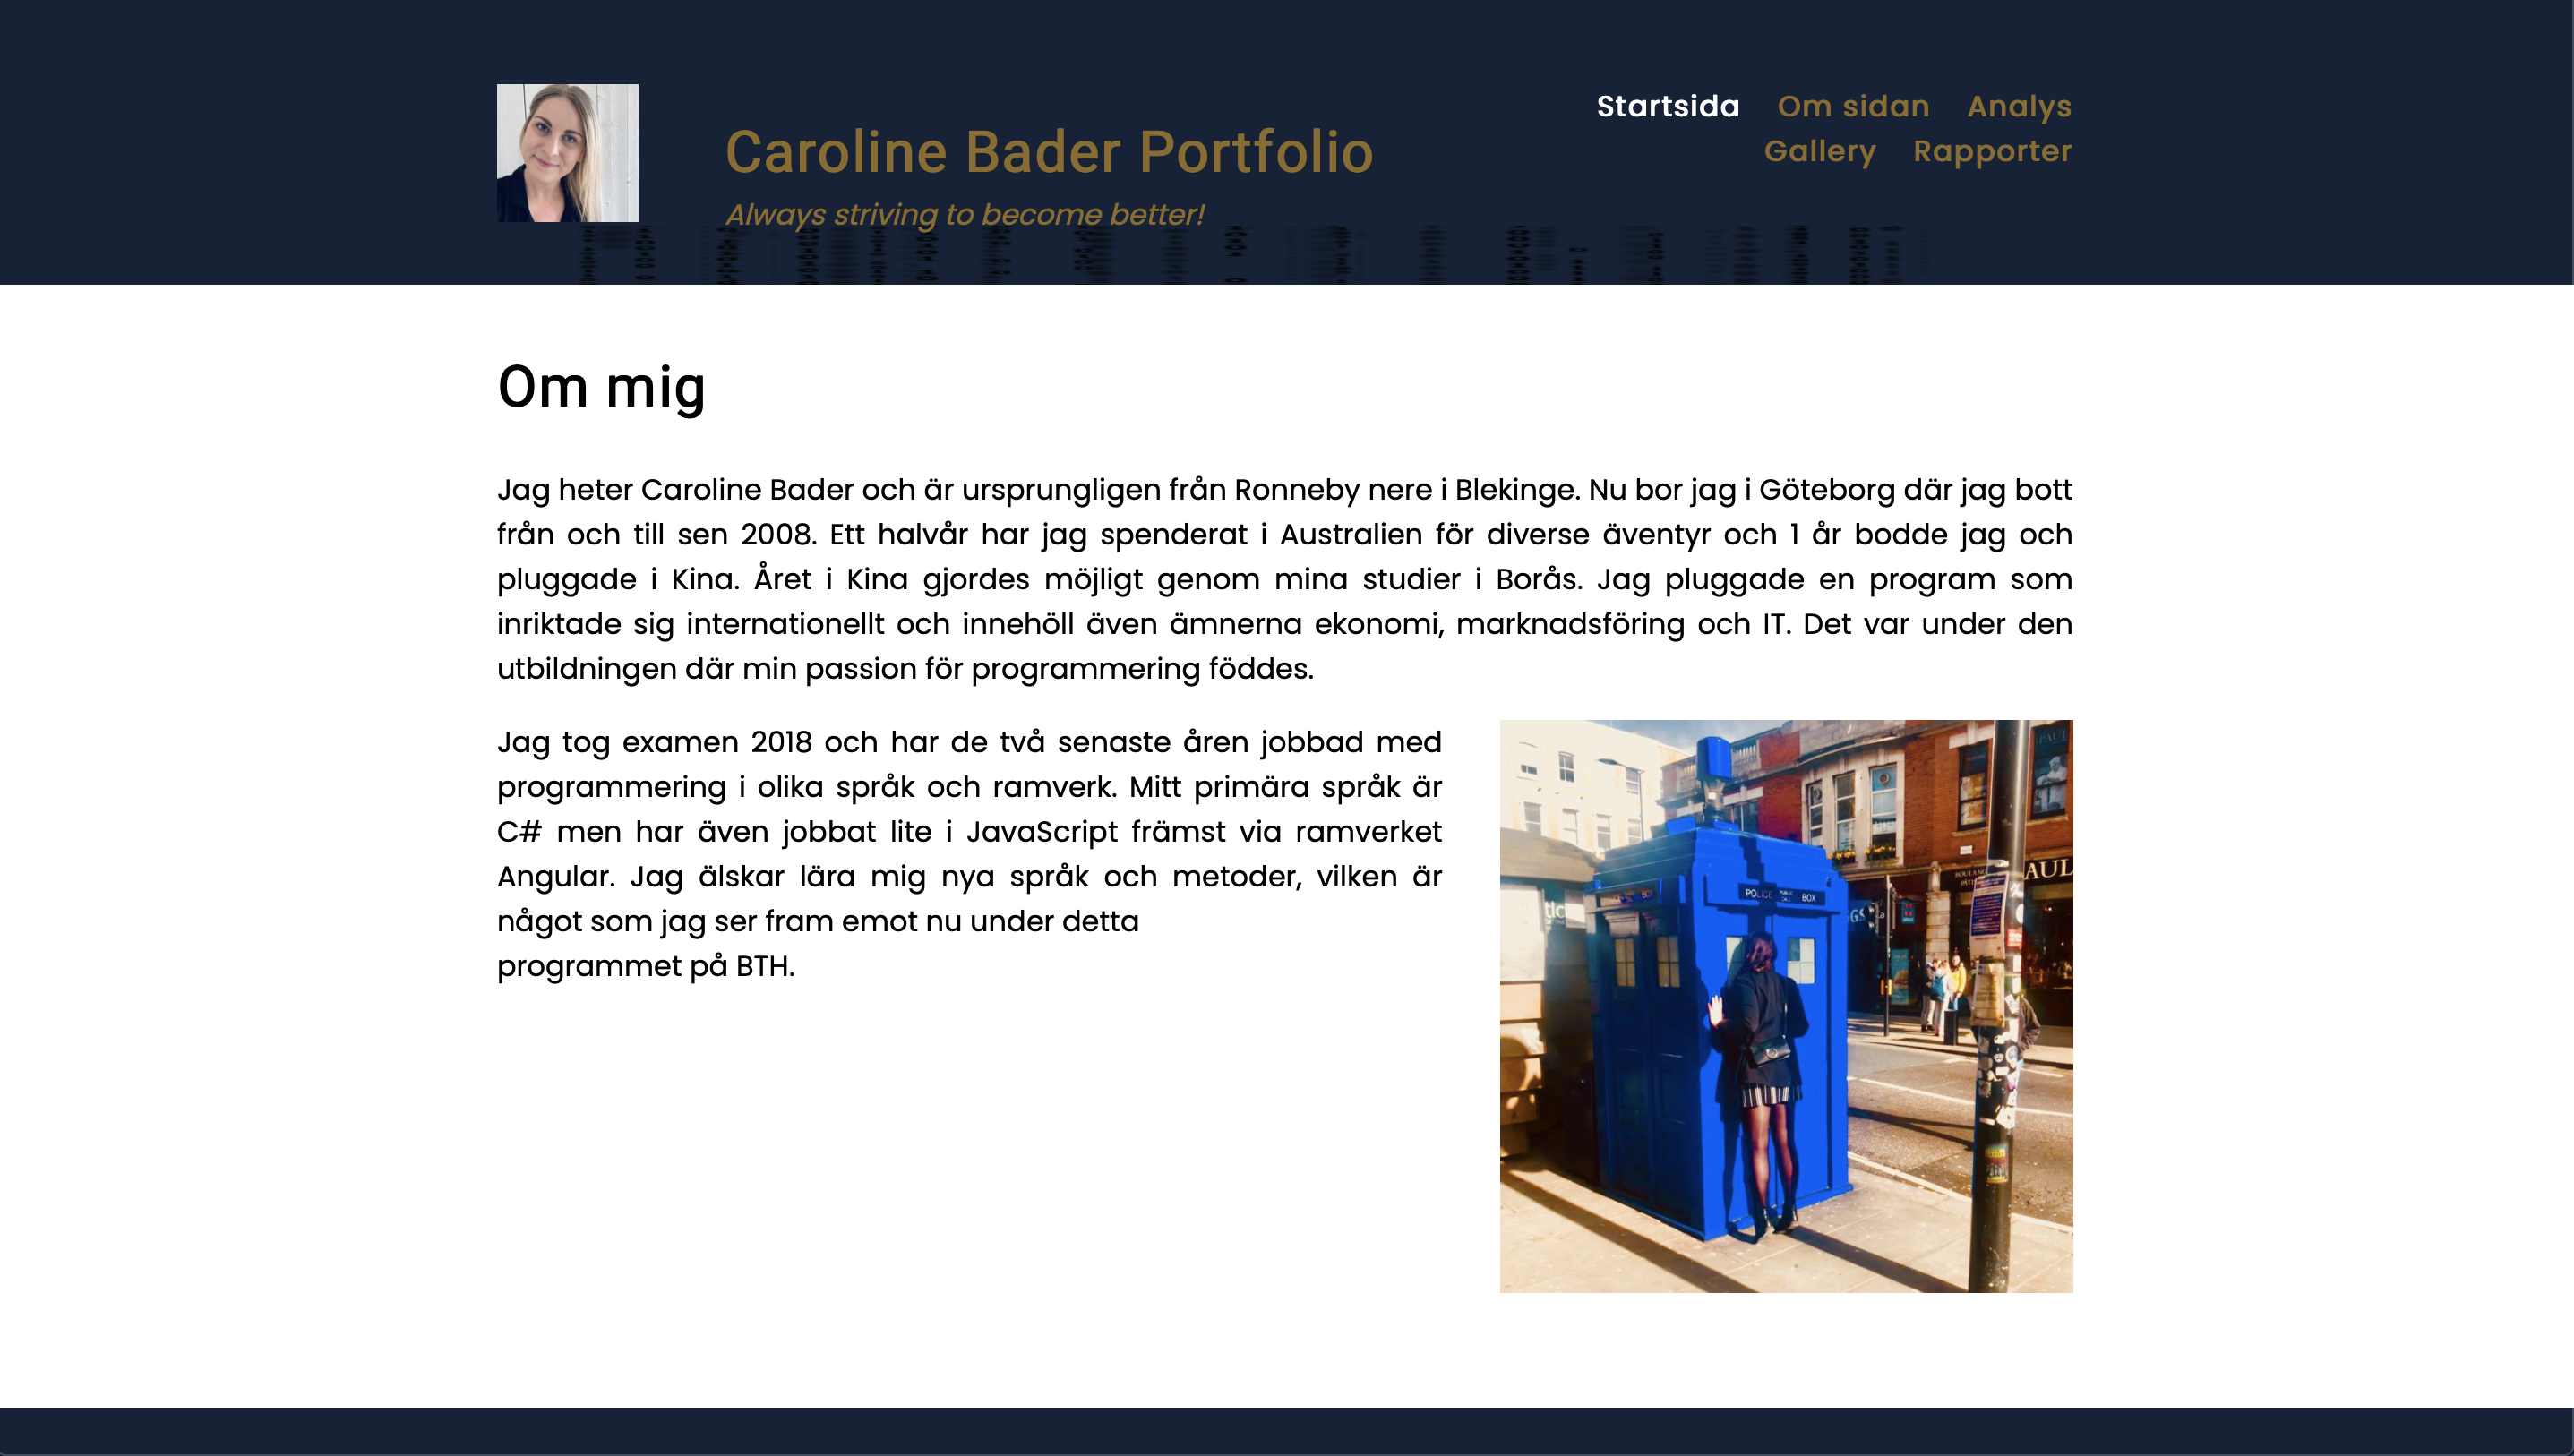 Caroline Bader Portfolio
Always striving to become better!
Startsida Om sidan Analys
Gallery Rapporter
Om mig
Jag heter Caroline Bader och är ursprungligen från Ronneby nere i Blekinge. Nu bor jag i Göteborg där jag bott
från och till sen 2008. Ett halvår har jag spenderat i Australien för diverse äventyr och 1 år bodde jag och
pluggade i Kina. Året i Kina gjordes möjligt genom mina studier i Borås. Jag pluggade en program som
inriktade sig internationellt och innehöll även ämnerna ekonomi, marknadsföring och IT. Det var under den
utbildningen där min passion för programmering föddes.
Jag tog examen 2018 och har de två senaste åren jobbad med
programmering i olika språk och ramverk. Mitt primära språk är
C# men har även jobbat lite i JavaScript främst via ramverket
Angular. Jag älskar lära mig nya språk och metoder, vilken är
något som jag ser fram emot nu under detta
programmet på BTH.
POLICE BOX
PAUL
AUL